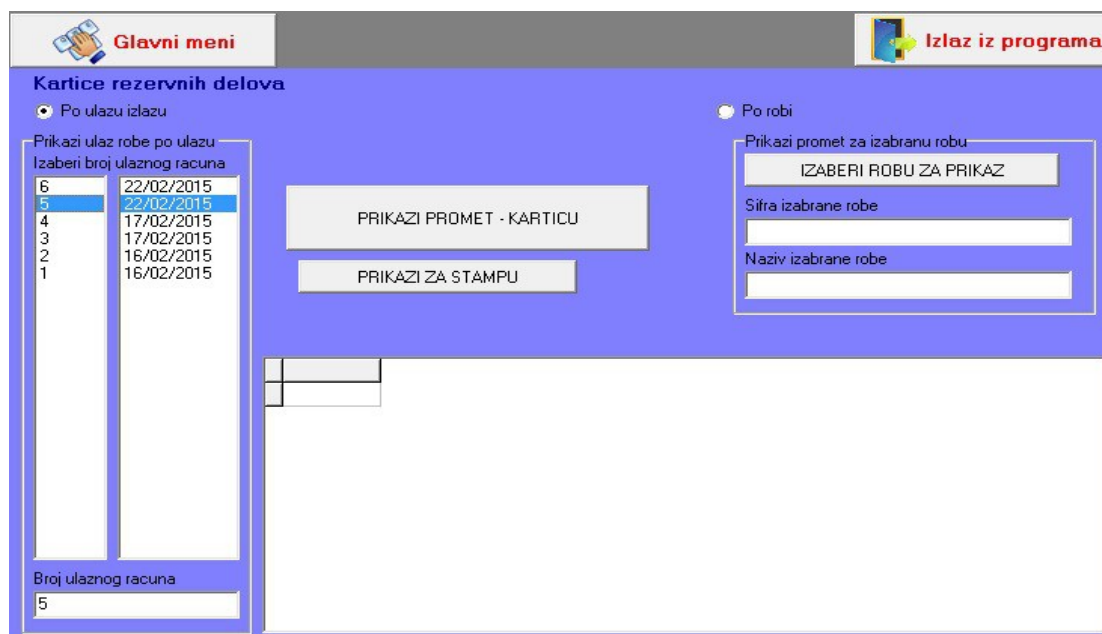 Glavni meni
Izlaz iz programa
Kartice rezervnih delova
Po ulazu izlazu
Po robi
Prikazi ulaz robe po ulazu
Izaberi broj ulaznog racuna
6 22/02/2015
5 22/02/2015
4 17/02/2015
3 17/02/2015
2 16/02/2015
1 16/02/2015
Broj ulaznog racuna
5
PRIKAZI PROMET - KARTICU
PRIKAZI ZA STAMPU
Prikazi promet za izabranu robu
IZABERI ROBU ZA PRIKAZ
Sifra izabrane robe
Naziv izabrane robe